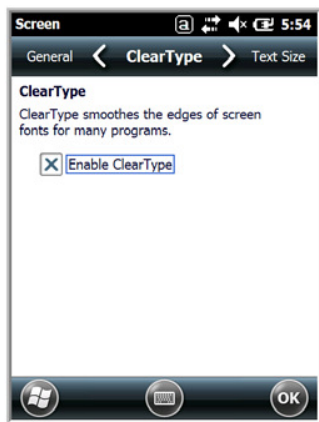 Screen a 5:54
General ClearType Text Size
ClearType
ClearType smoothes the edges of screen
fonts for many programs.
Enable ClearType
OK